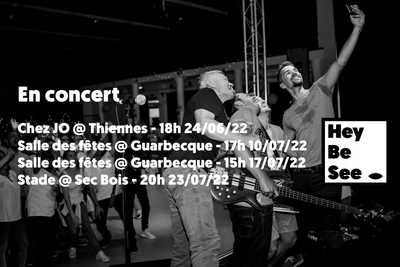 En concert
Chez JO @ Thiennes - 18h 24/06/22
Salle des fêtes @ Guarbecque - 17h 10/07/22
Salle des fêtes @ Guarbecque - 15h 17/07/22
Stade @ Sec Bois - 20h 23/07/22
Hey
Be
See